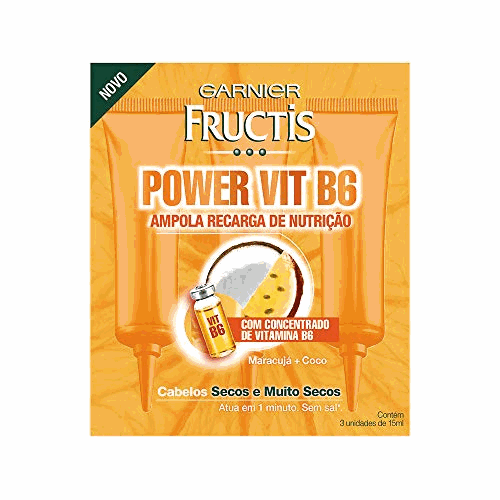 NOVO
GARNIER
FRUCTIS
POWER VIT B6
AMPOLA RECARGA DE NUTRIÇÃO
VIT
B6
COM CONCENTRADO
DE VITAMINA B6
Maracujá + Coco
Cabelos Secos e Muito Secos
Atua em 1 minuto. Sem sal*.
Contém
3 unidades de 15ml